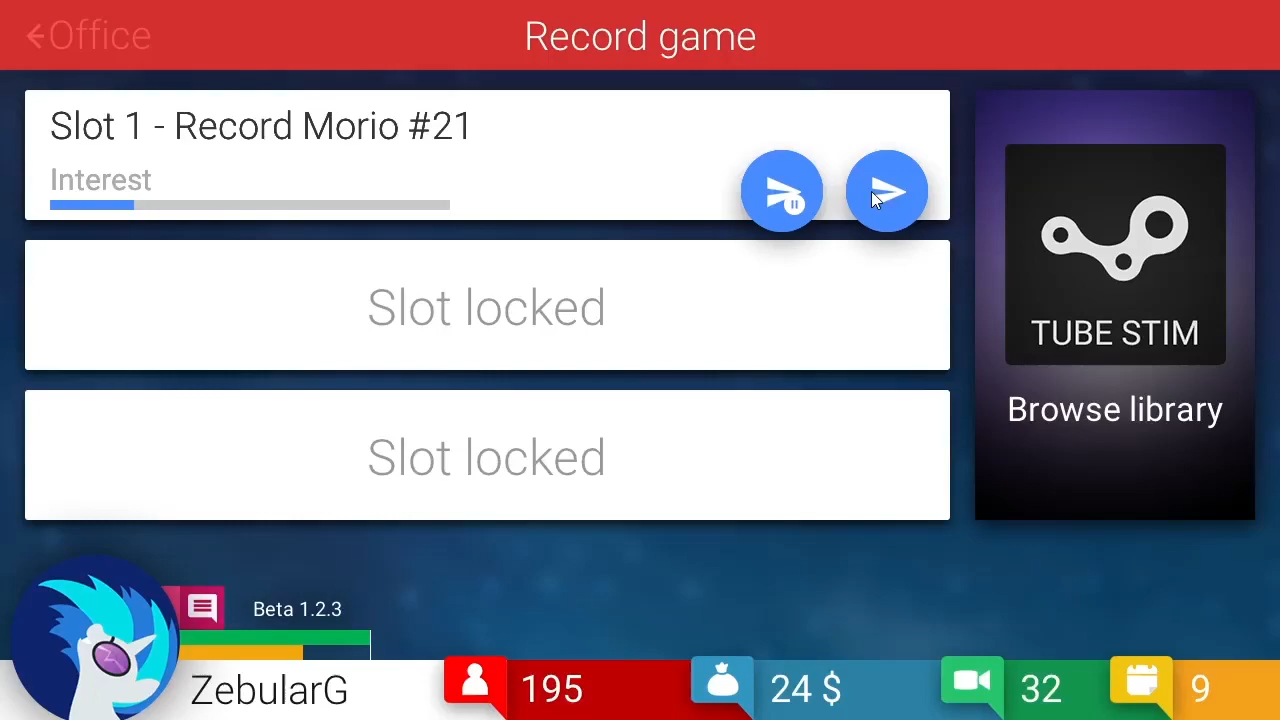 Office
Record game
Slot 1 - Record Morio #21
Interest
TUBE STIM
Browse library
Slot locked
Slot locked
Beta 1.2.3
ZebularG
195
24 $
32
9